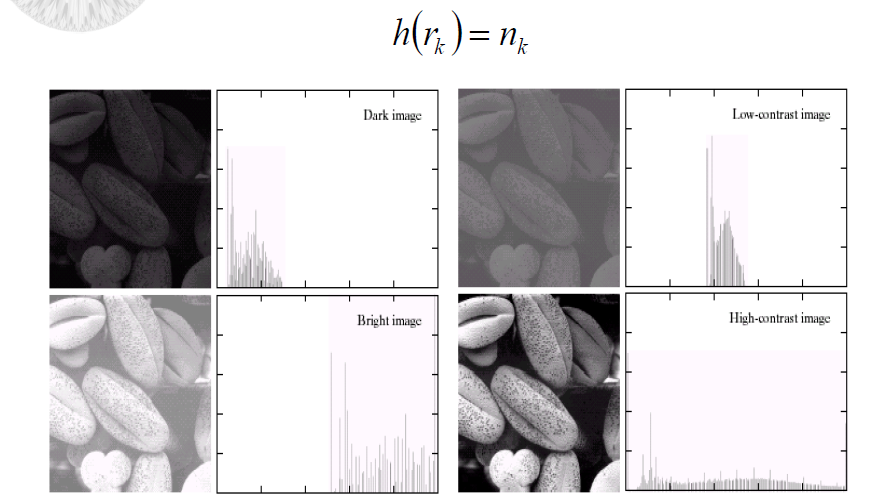 h(r_k) = n_k
Dark image
Low-contrast image
Bright image
High-contrast image